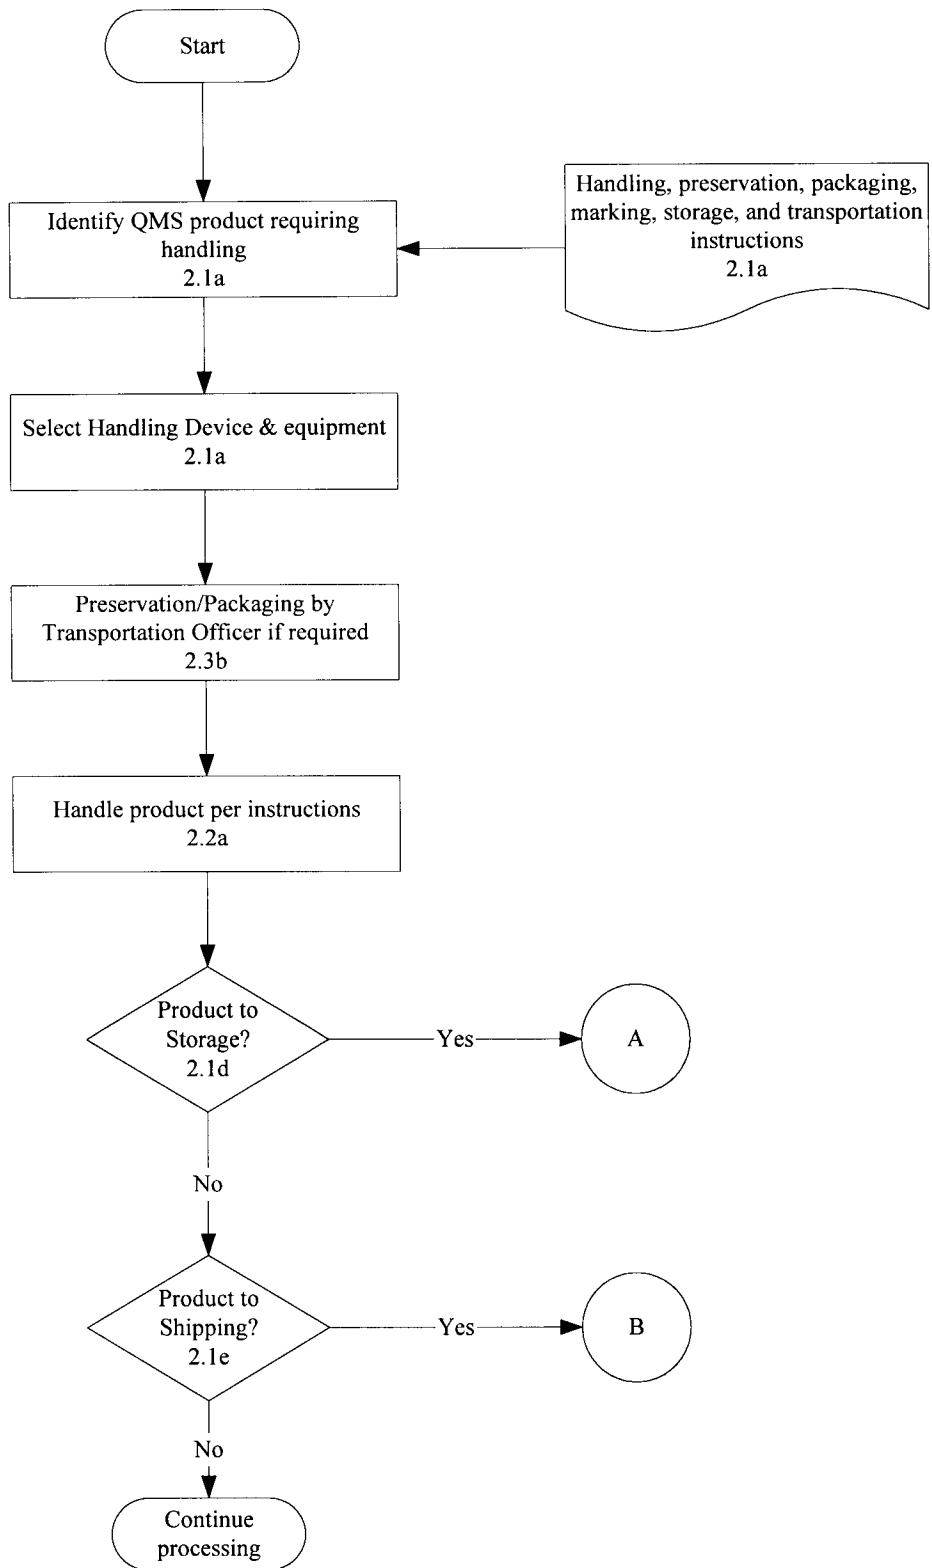 Start
Identify QMS product requiring
handling
2.1a
Handling, preservation, packaging,
marking, storage, and transportation
instructions
2.1a
Select Handling Device & equipment
2.1a
Preservation/Packaging by
Transportation Officer if required
2.3b
Handle product per instructions
2.2a
Product to
Storage?
2.1d
Yes
A
No
Product to
Shipping?
2.1e
Yes
B
No
Continue
processing